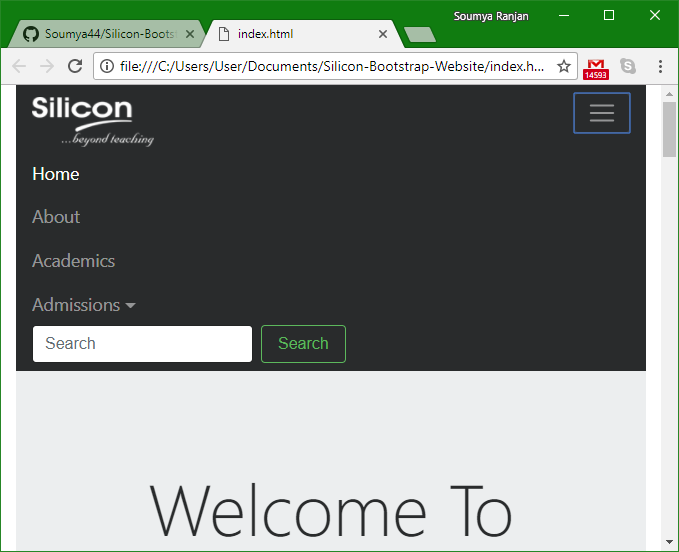 Soumya Ranjan
Soumya44/Silicon-Boots
index.html
file:///C:/Users/User/Documents/Silicon-Bootstrap-Website/index.h...
14593
Silicon
...beyond teaching
Home
About
Academics
Admissions
Search
Search
Welcome To